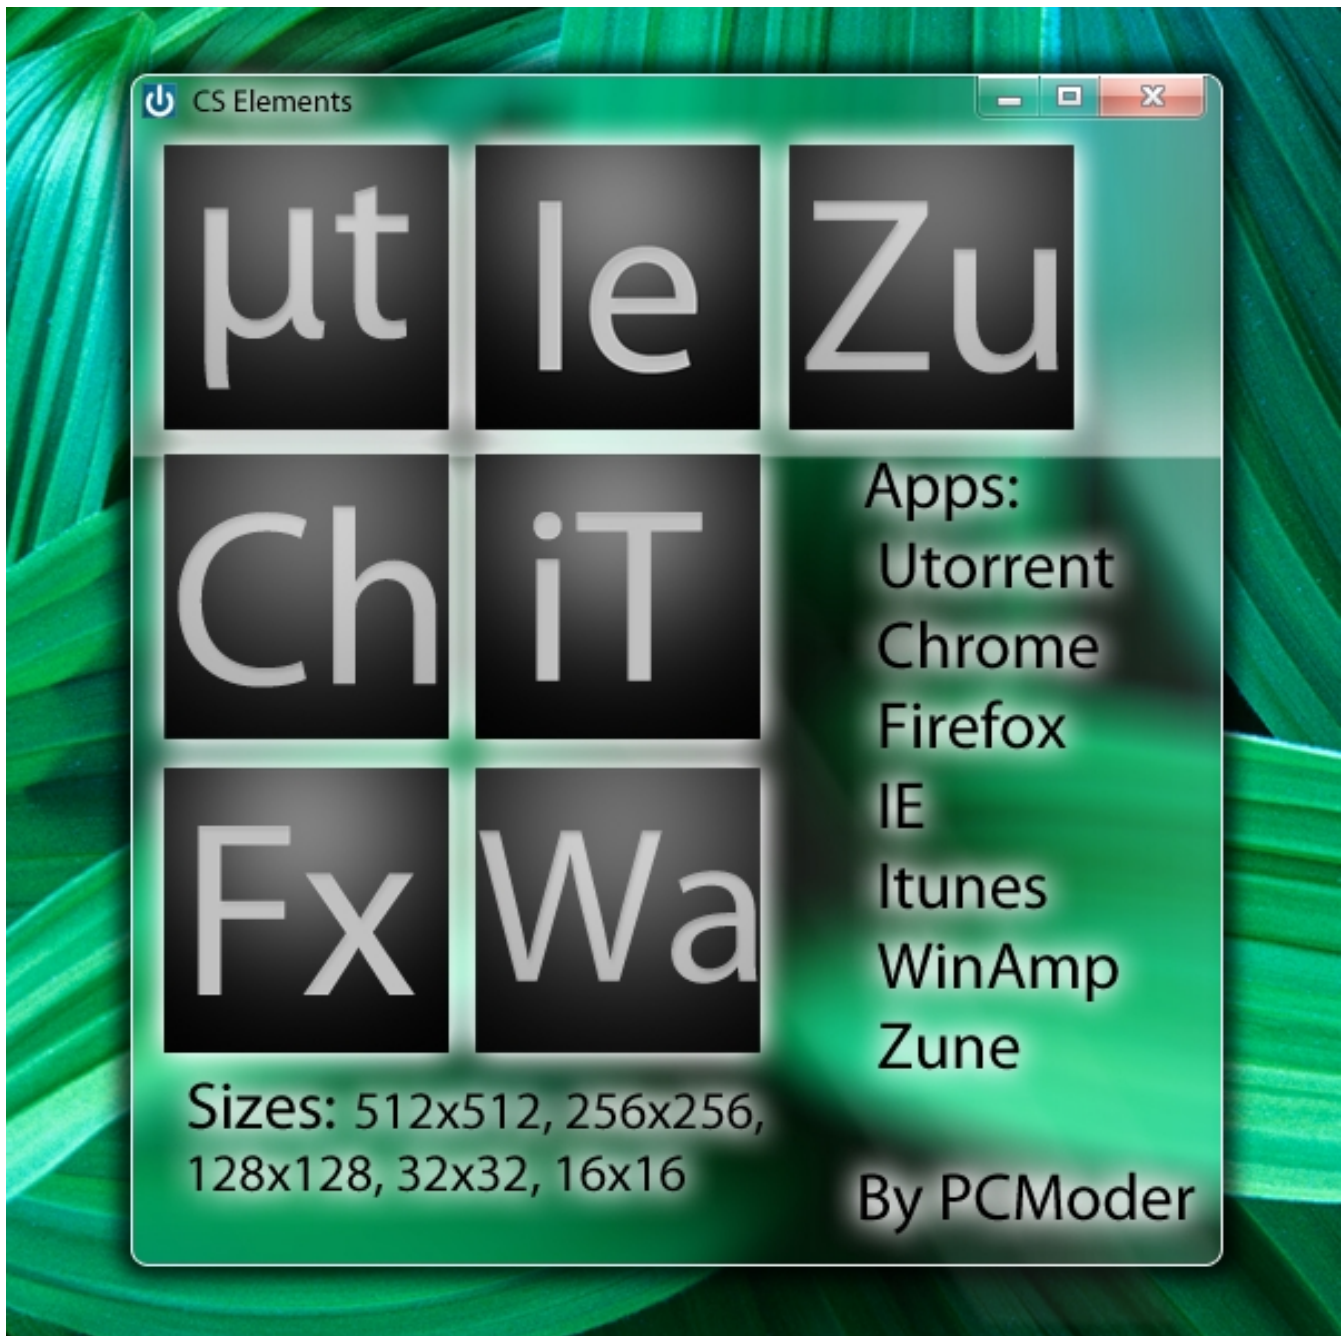 CS Elements
µt
Ie
Zu
Ch
iT
Fx
Wa
Apps:
Utorrent
Chrome
Firefox
IE
Itunes
WinAmp
Zune
Sizes: 512x512, 256x256,
128x128, 32x32, 16x16
By PCModer